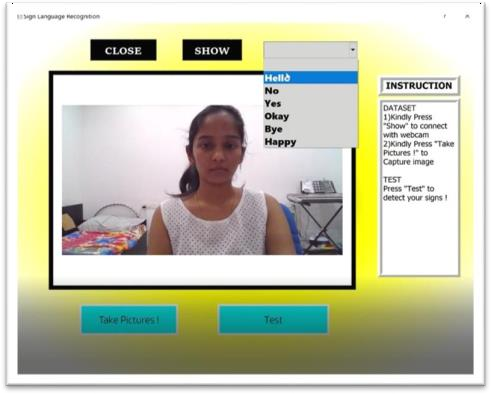 Sign Language Recognition
CLOSE
SHOW
Hello
No
Yes
Okay
Bye
Happy
INSTRUCTION
DATASET
1)Kindly Press
"Show" to connect
with webcam
2)Kindly Press "Take
Pictures !" to
Capture image
TEST
Press "Test" to
detect your signs !
Take Pictures !
Test